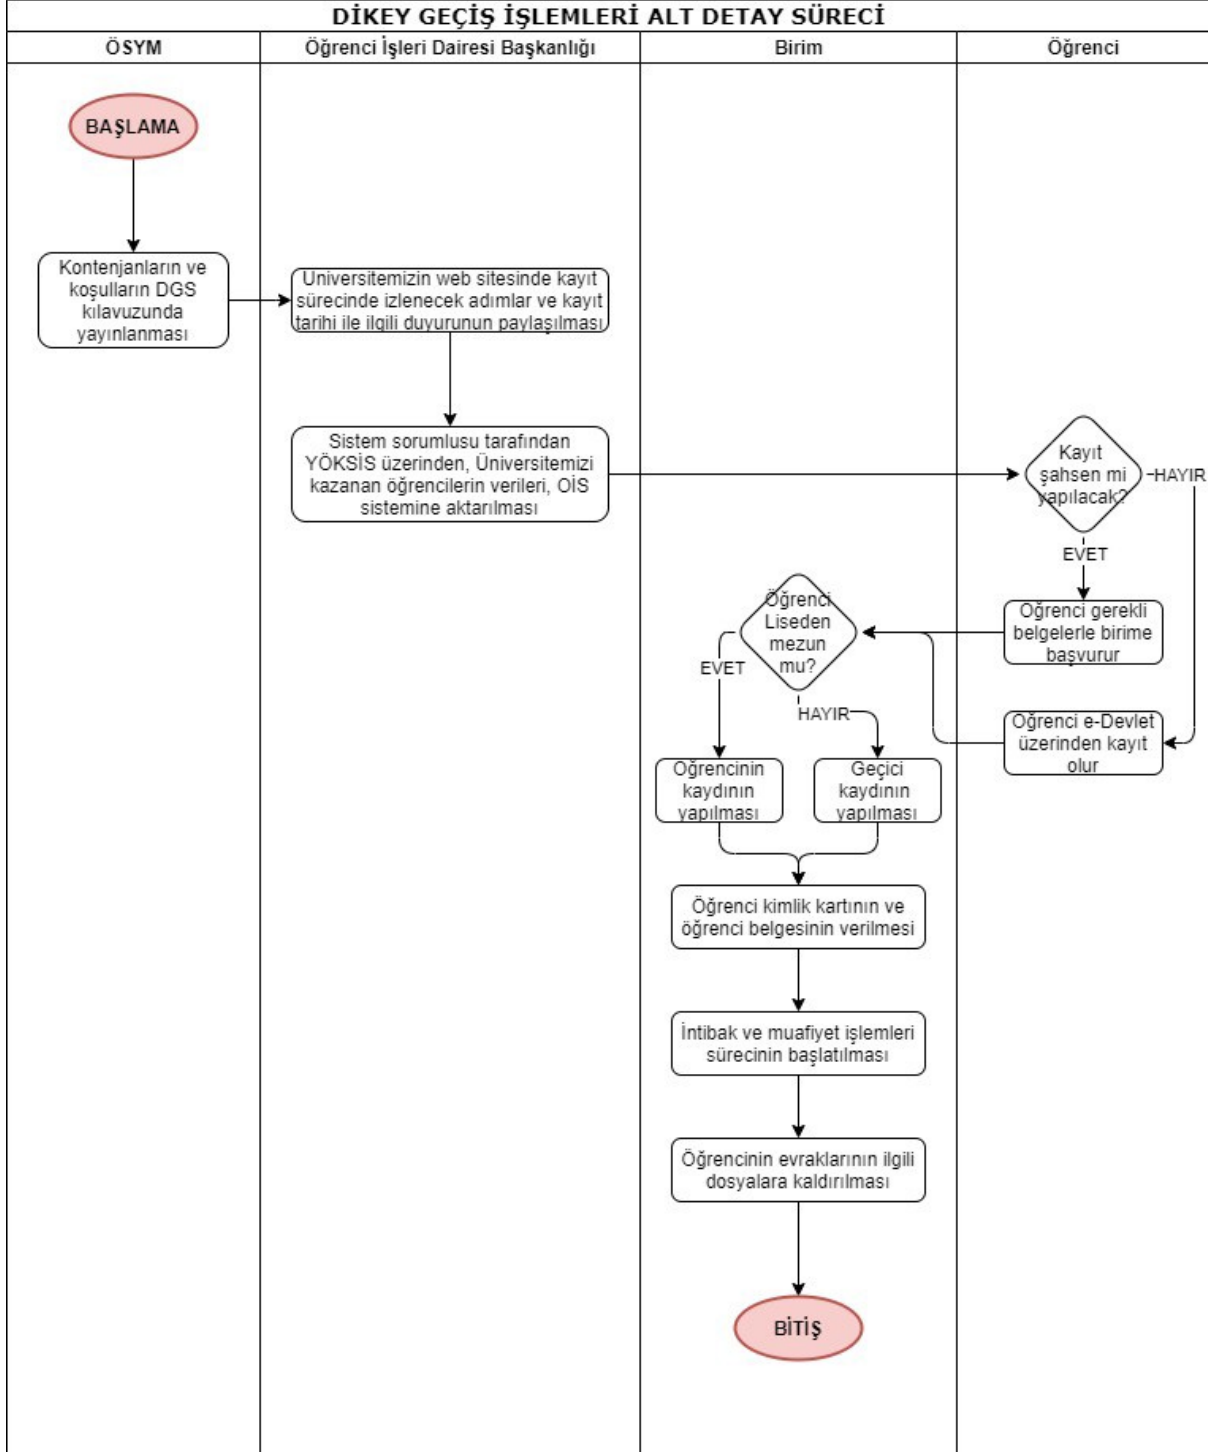 DİKEY GEÇİŞ İŞLEMLERİ ALT DETAY SÜRECİ
ÖSYM
Öğrenci İşleri Dairesi Başkanlığı
Birim
Öğrenci
BAŞLAMA
Kontenjanların ve
koşulların DGS
kılavuzunda
yayınlanması
Üniversitemizin web sitesinde kayıt
sürecinde izlenecek adımlar ve kayıt
tarihi ile ilgili duyurunun paylaşılması
Sistem sorumlusu tarafından
YÖKSİS üzerinden, Üniversitemizi
kazanan öğrencilerin verileri, OİS
sistemine aktarılması
Kayıt
şahsen mi
yapılacak?
HAYIR
EVET
Öğrenci gerekli
belgelerle birime
başvurur
Öğrenci e-Devlet
üzerinden kayıt
olur
Öğrenci
Liseden
mezun
mu?
EVET
HAYIR
Öğrencinin
kaydının
yapılması
Geçici
kaydının
yapılması
Öğrenci kimlik kartının ve
öğrenci belgesinin verilmesi
İntibak ve muafiyet işlemleri
sürecinin başlatılması
Öğrencinin evraklarının ilgili
dosyalara kaldırılması
BİTİŞ